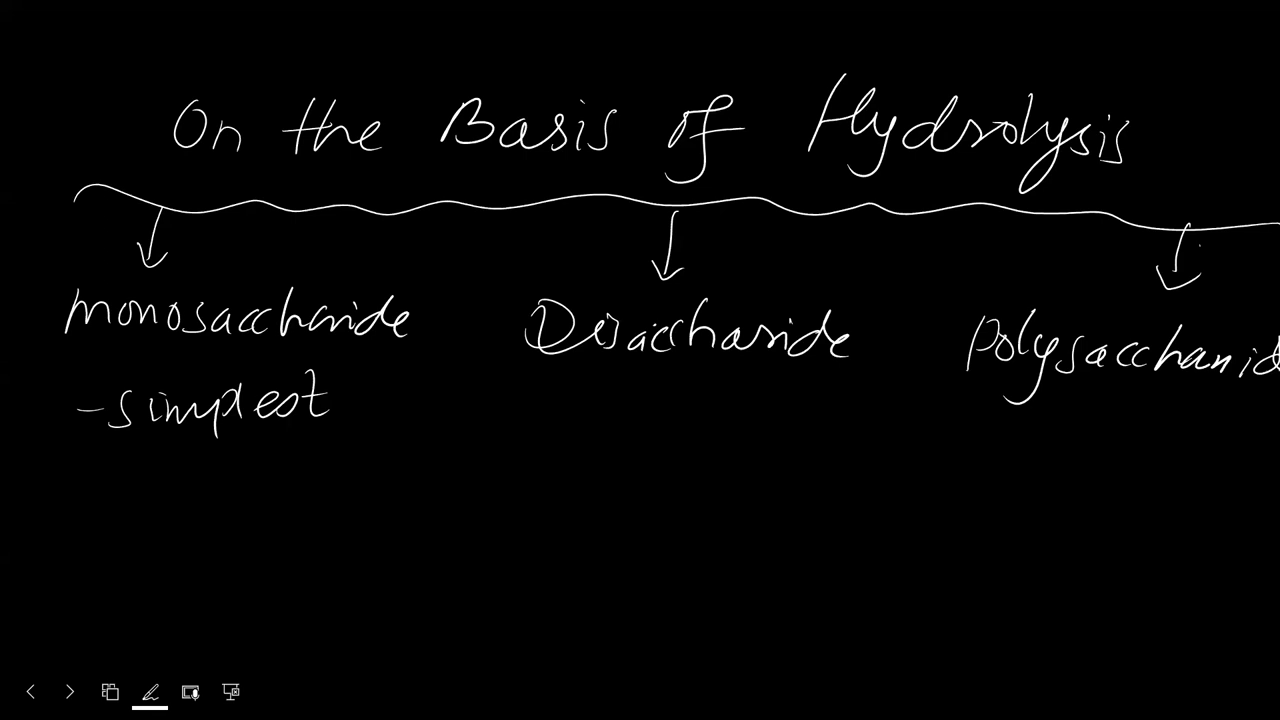 On the Basis of Hydrolysis
monosaccharide Disaccharide Polysaccharid
- simplest